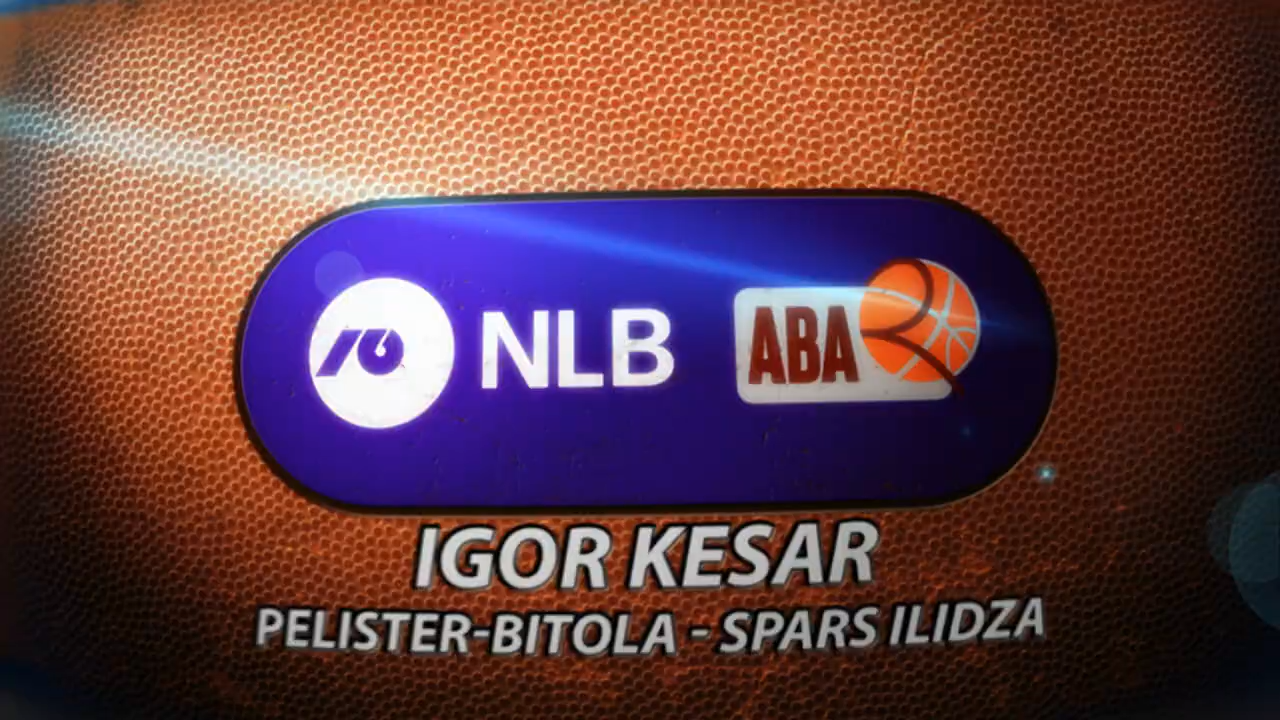 NLB
ABA
IGOR KESAR
PELISTER-BITOLA - SPARS ILIDZA